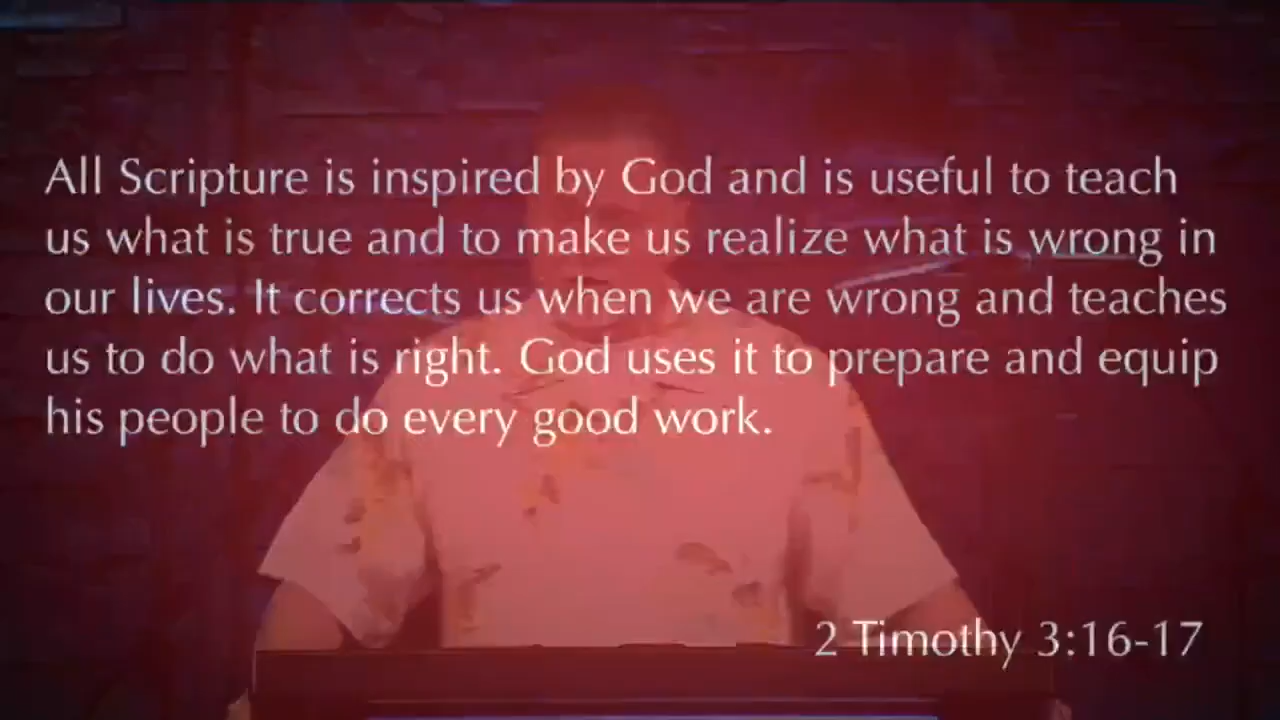 All Scripture is inspired by God and is useful to teach
us what is true and to make us realize what is wrong in
our lives. It corrects us when we are wrong and teaches
us to do what is right. God uses it to prepare and equip
his people to do every good work.
2 Timothy 3:16-17